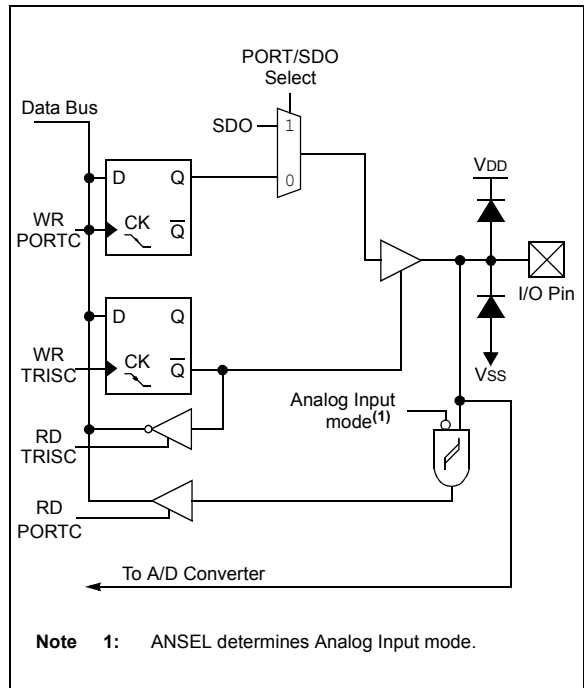 PORT/SDO
Select
Data Bus
SDO
1
0
VDD
D Q
WR
PORTC
CK Q
I/O Pin
D Q
WR
TRISC
CK Q
VSS
Analog Input
mode(1)
RD
TRISC
RD
PORTC
To A/D Converter
Note 1: ANSEL determines Analog Input mode.